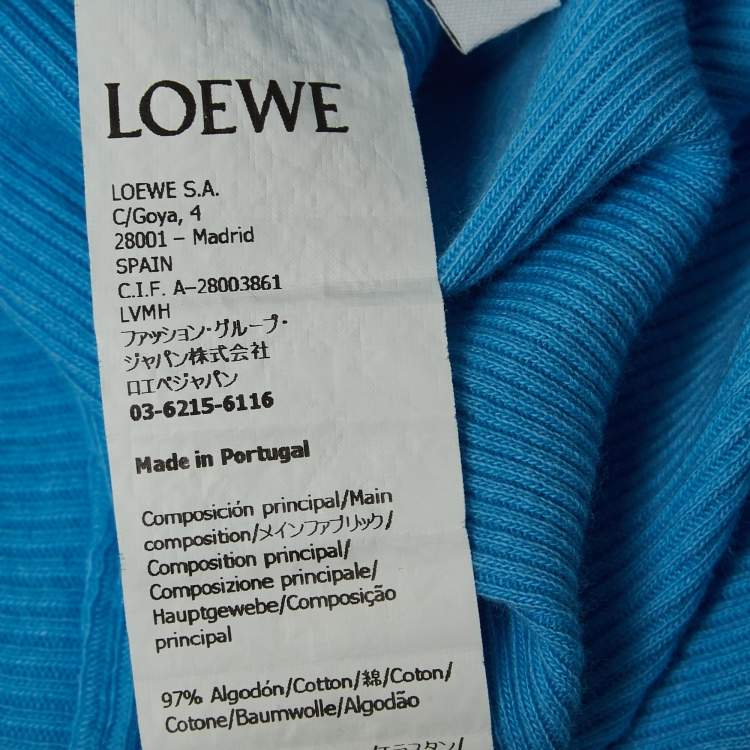 LOEWE
LOEWE S.A.
C/Goya, 4
28001 – Madrid
SPAIN
C.I.F. A-28003861
LVMH
ファッション・グループ・
ジャパン株式会社
ロエベジャパン
03-6215-6116
Made in Portugal
Composición principal/Main
composition/メインファブリック/
Composition principal/
Composizione principale/
Hauptgewebe/Composição
principal
97% Algodón/Cotton/綿/Coton/
Cotone/Baumwolle/Algodão